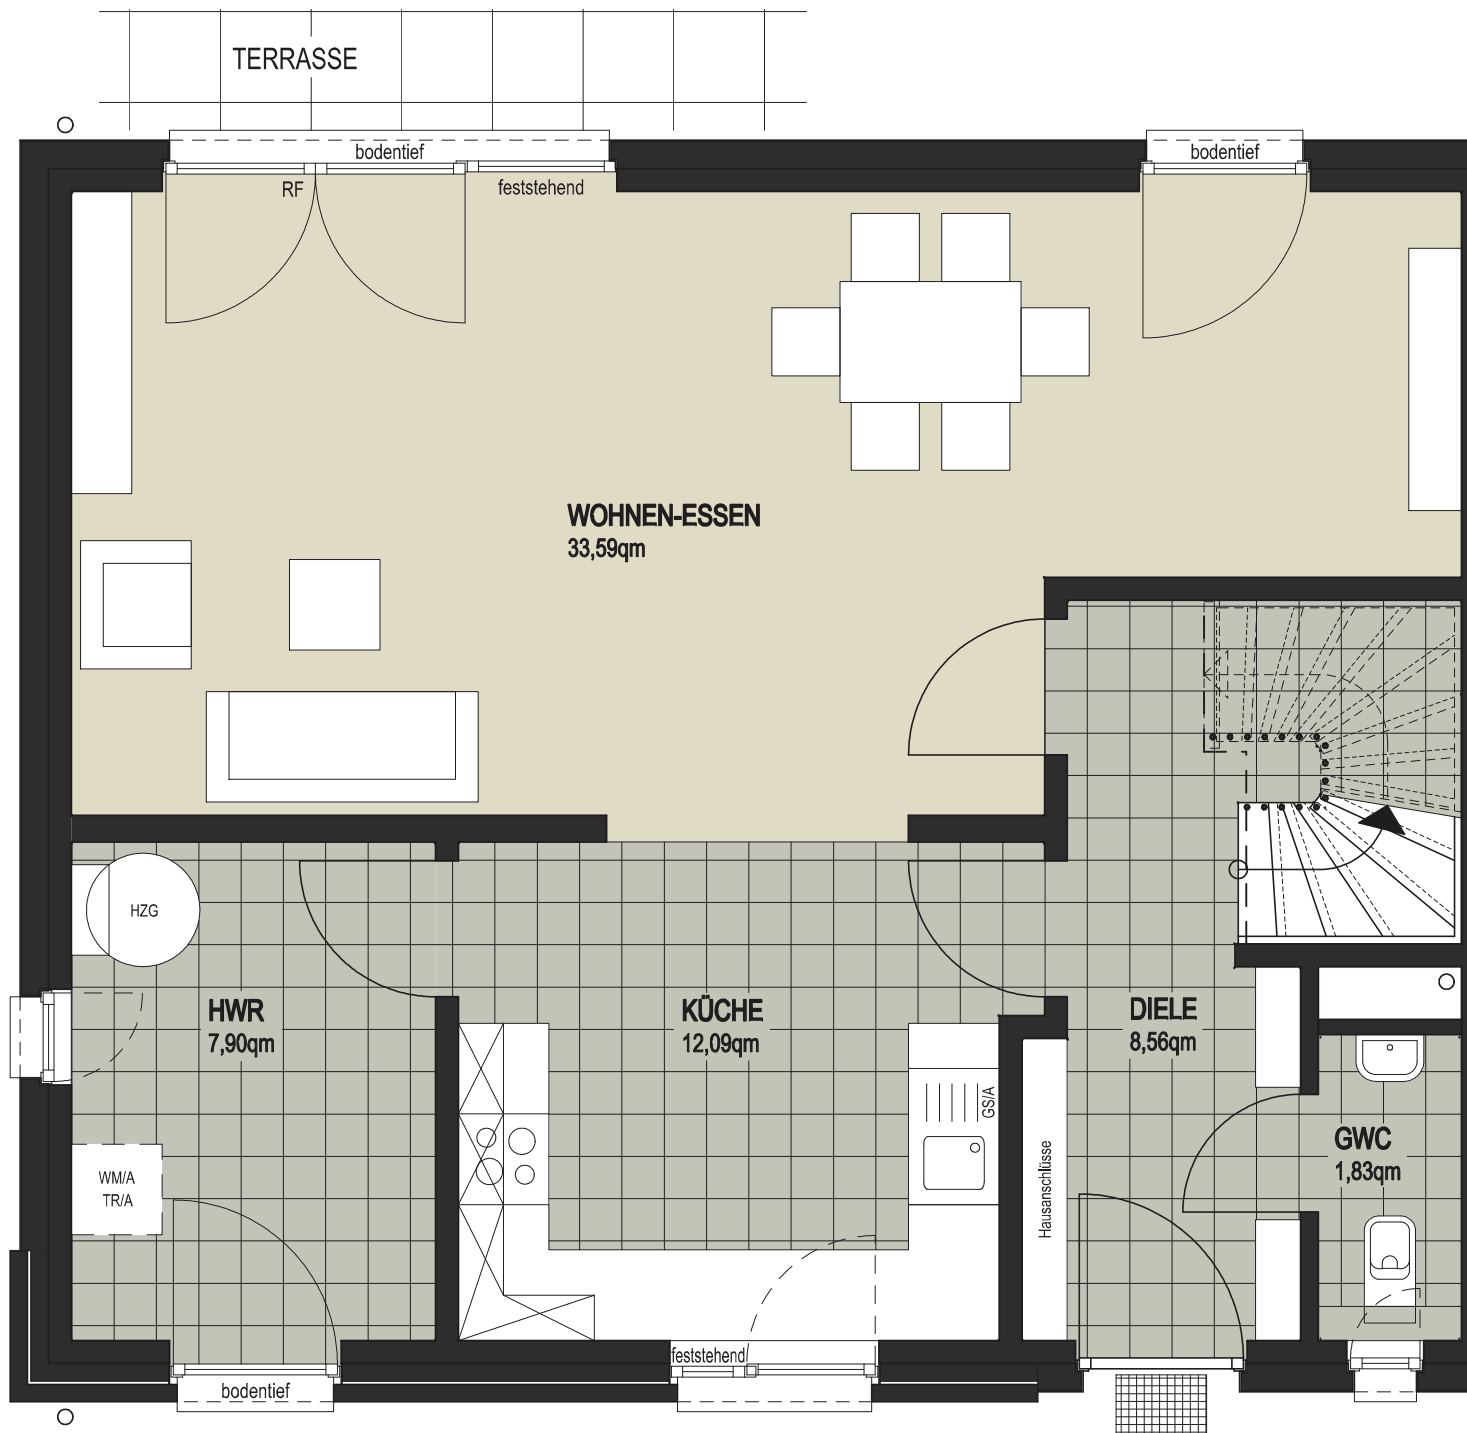 TERRASSE
bodentief
bodentief
RF
feststehend
WOHNEN-ESSEN
33,59qm
HZG
HWR
7,90qm
KÜCHE
12,09qm
DIELE
8,56qm
GS/A
GWC
1,83qm
Hausanschlüsse
WM/A
TR/A
feststehend
bodentief